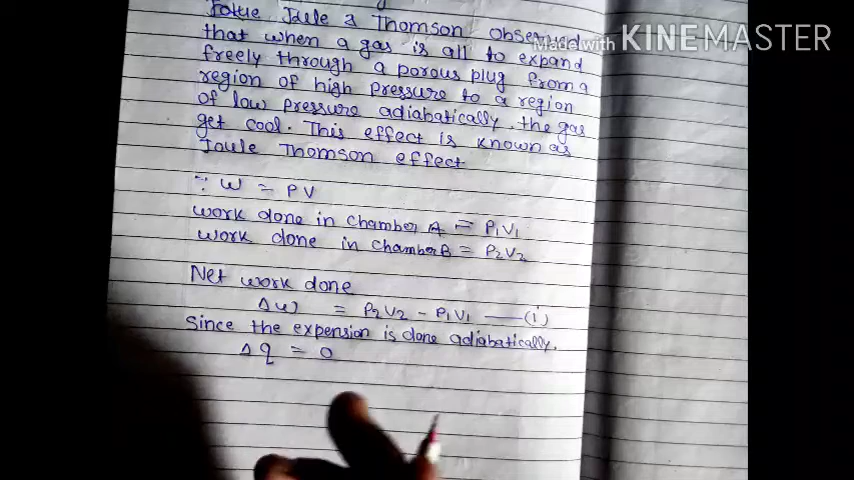 Joule Joule & Thomson observed
that when a gas is all to expand
freely through a porous plug from a
region of high pressure to a region
of low pressure adiabatically, the gas
get cool. This effect is known as
Joule Thomson effect
∵ W = PV
work done in chamber A = P₁V₁
work done in chamber B = P₂V₂
Net work done
ΔW = P₂V₂ - P₁V₁ —(i)
Since the expension is done adiabatically.
Δq = 0
Made with KINEMASTER